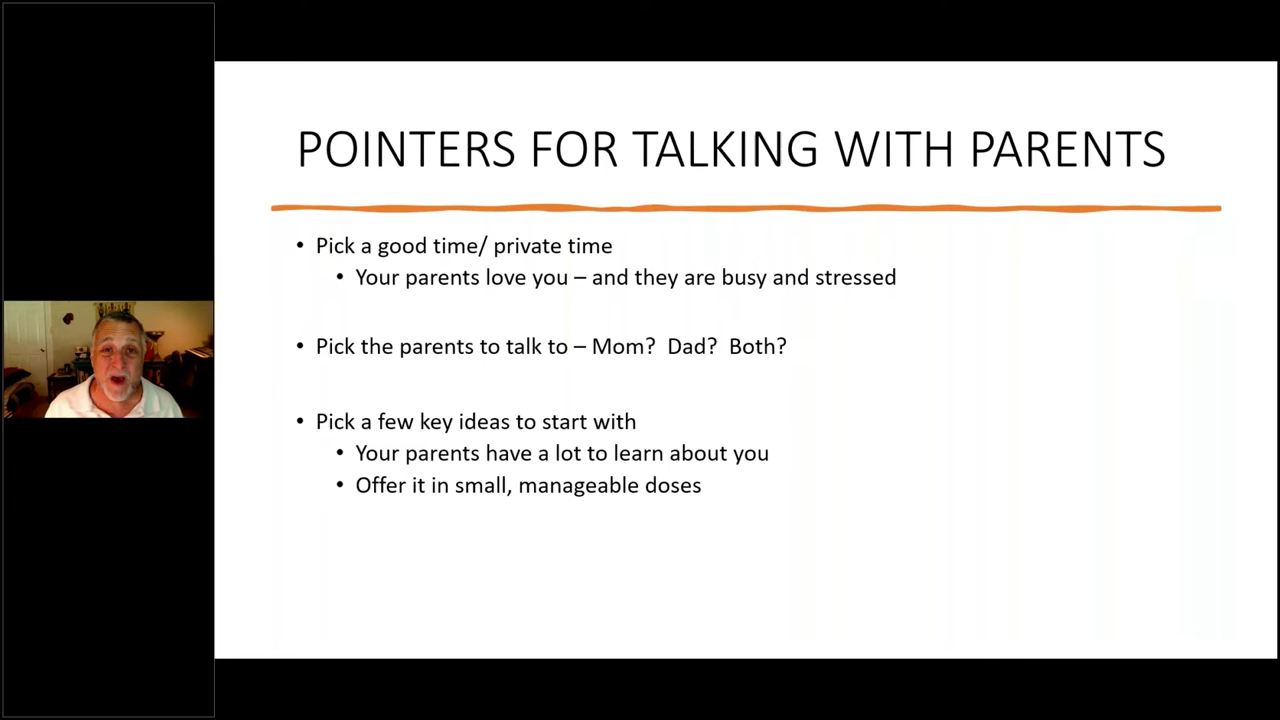 POINTERS FOR TALKING WITH PARENTS
• Pick a good time/ private time
• Your parents love you – and they are busy and stressed
• Pick the parents to talk to – Mom?  Dad?  Both?
• Pick a few key ideas to start with
• Your parents have a lot to learn about you
• Offer it in small, manageable doses